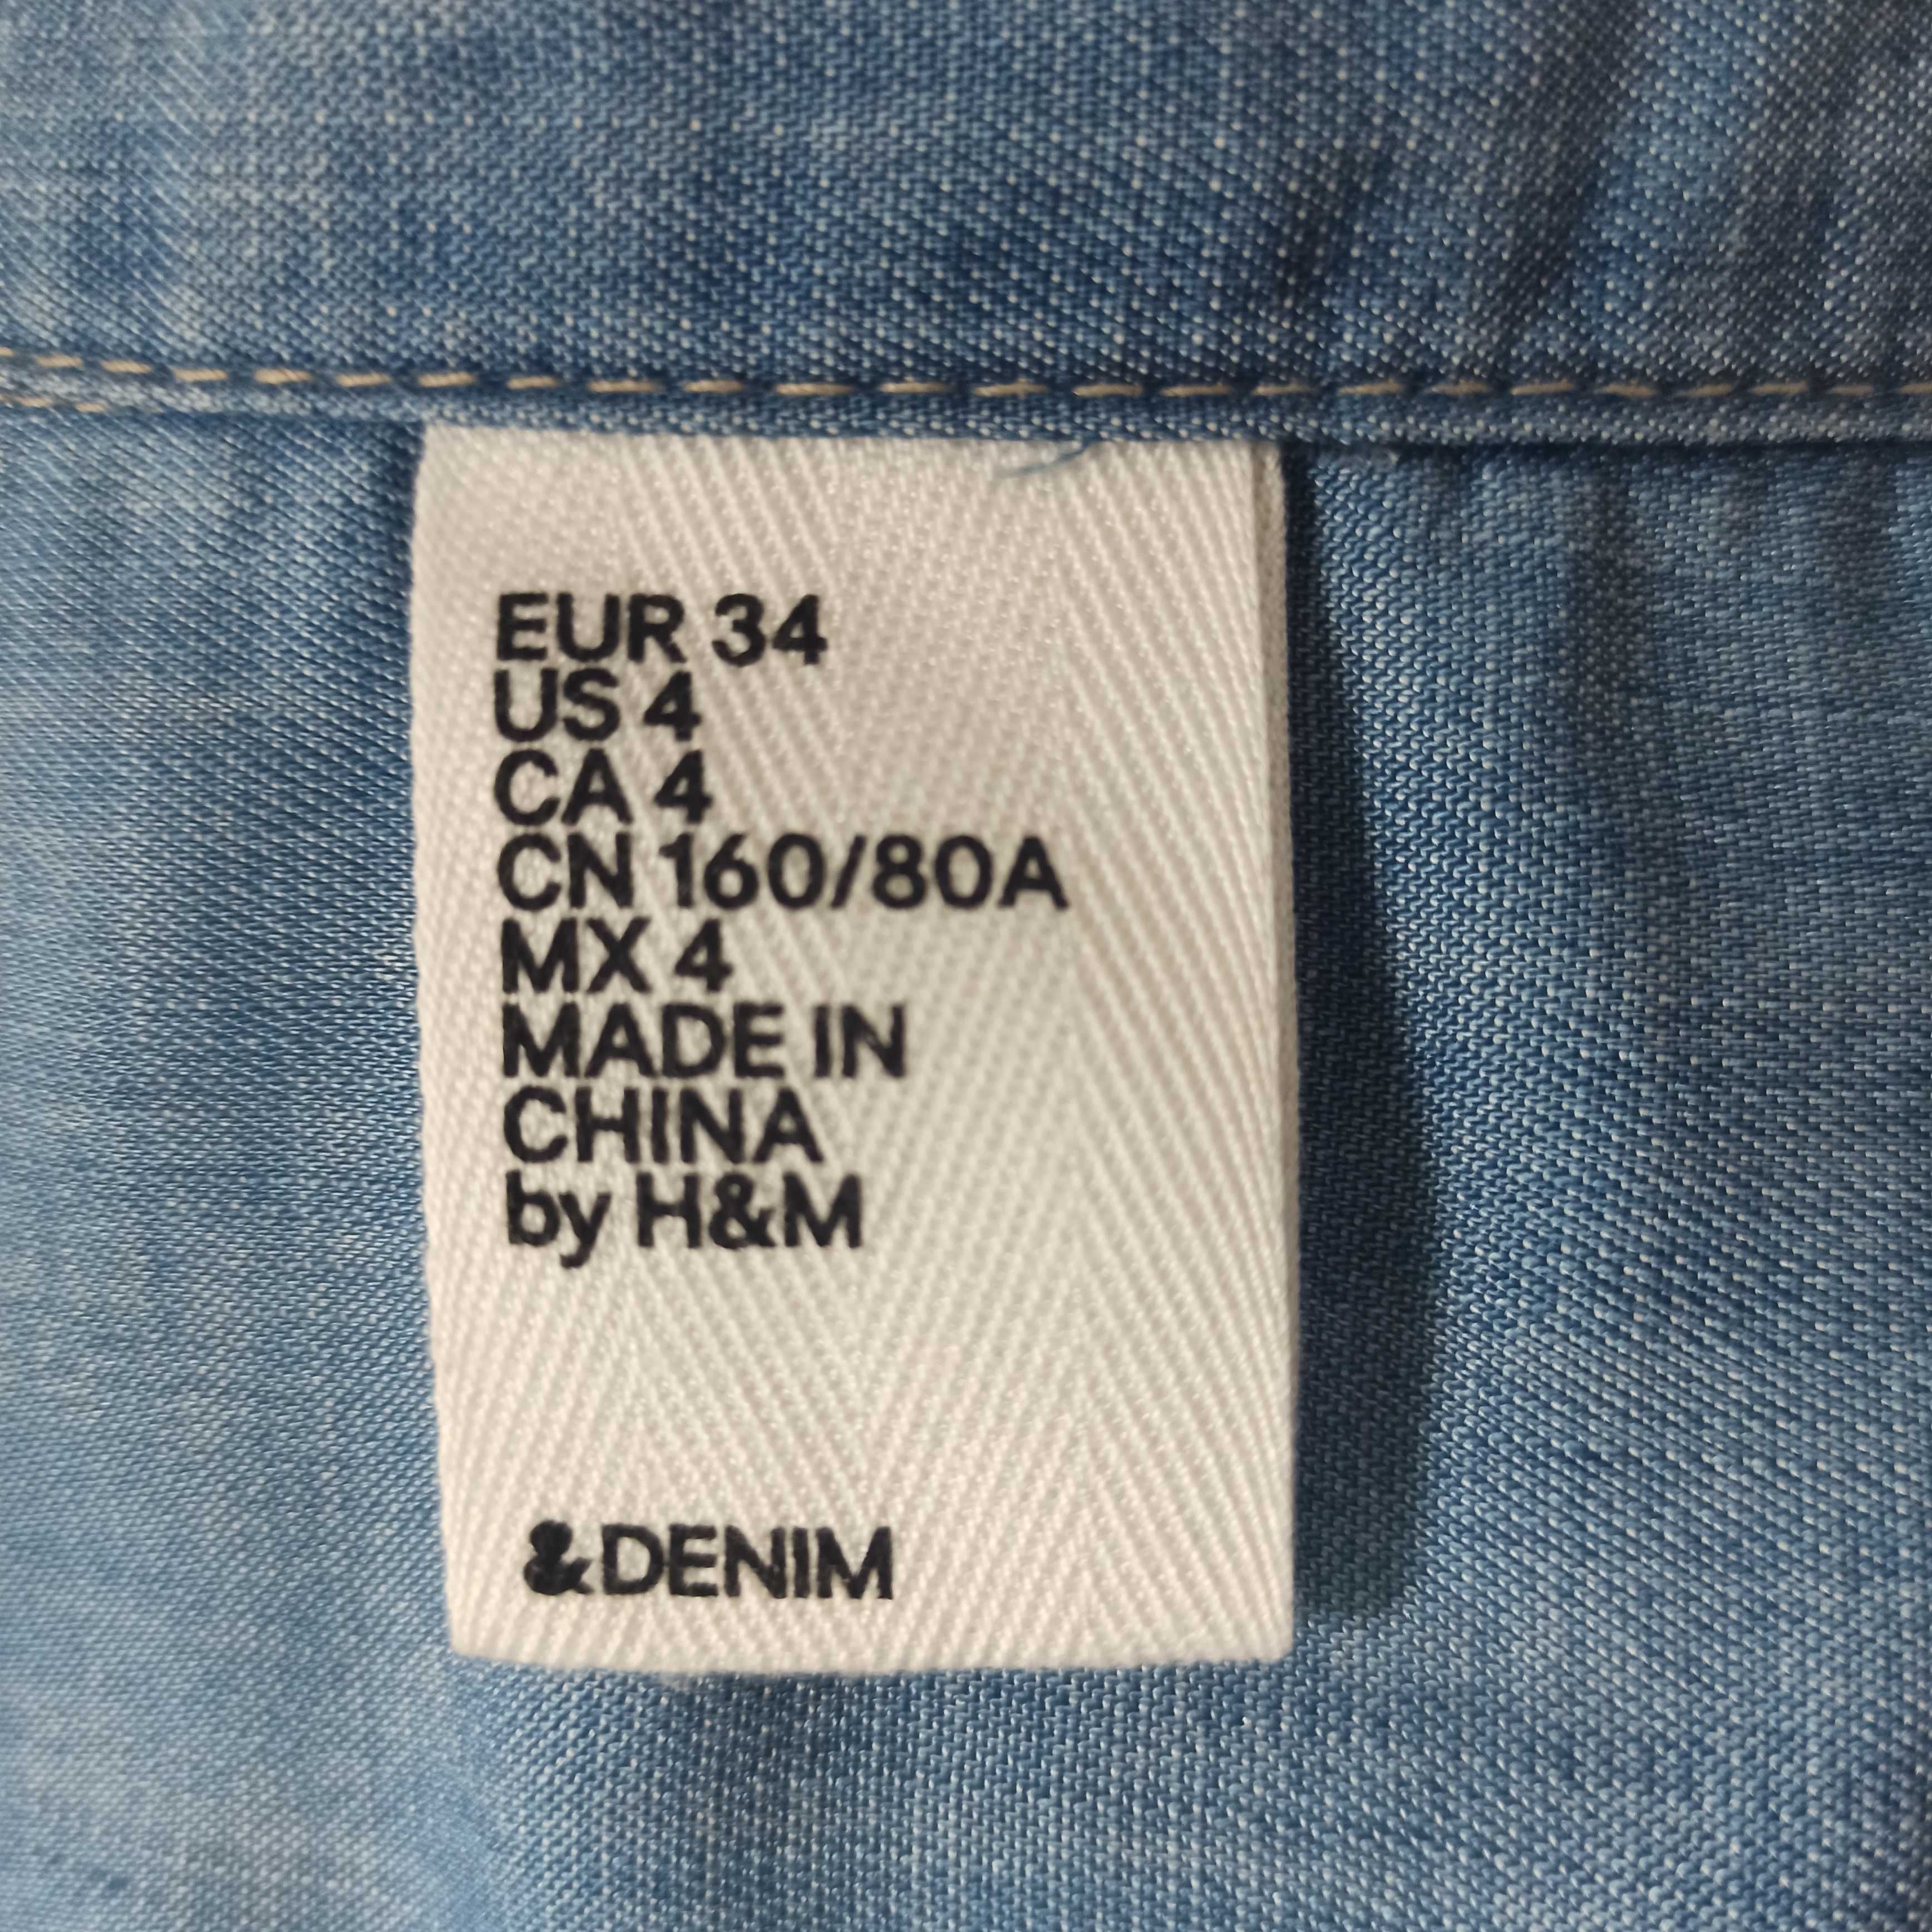 EUR 34
US 4
CA 4
CN 160/80A
MX 4
MADE IN
CHINA
by H&M
&DENIM